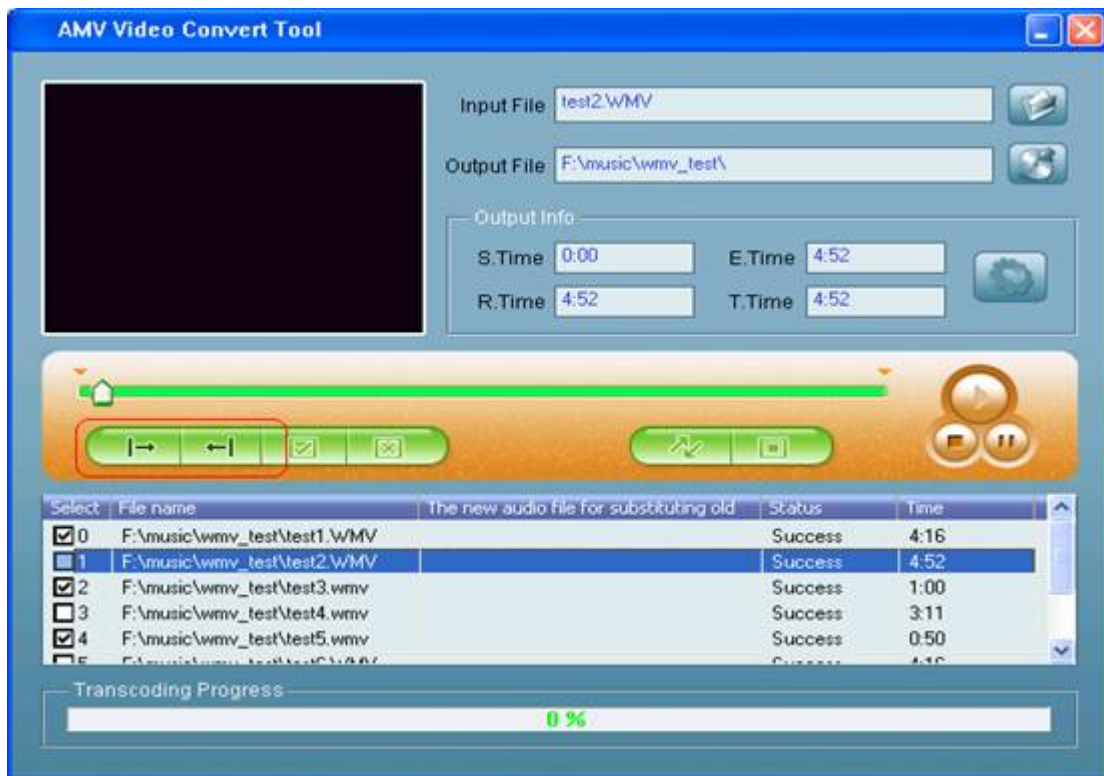 AMV Video Convert Tool
Input File test2.WMV
Output File F:\music\wmv_test\
Output Info
S.Time 0:00 E.Time 4:52
R.Time 4:52 T.Time 4:52
Select File name The new audio file for substituting old Status Time
0 F:\music\wmv_test\test1.WMV Success 4:16
1 F:\music\wmv_test\test2.WMV Success 4:52
2 F:\music\wmv_test\test3.wmv Success 1:00
3 F:\music\wmv_test\test4.wmv Success 3:11
4 F:\music\wmv_test\test5.wmv Success 0:50
Transcoding Progress
0 %